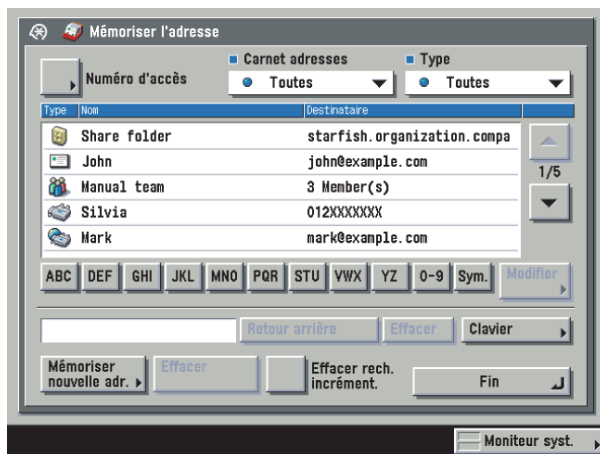 Mémoriser l'adresse
Numéro d'accès
Carnet adresses
Type
Toutes
Toutes
Type Nom Destinataire
Share folder starfish.organization.compa
John john@example.com
Manual team 3 Member(s)
Silvia 012XXXXXXX
Mark mark@example.com
1/5
ABC DEF GHI JKL MNO PQR STU VWX YZ 0-9 Sym. Modifier
Retour arrière Effacer Clavier
Mémoriser nouvelle adr. Effacer Effacer rech. incrément. Fin
Moniteur syst.